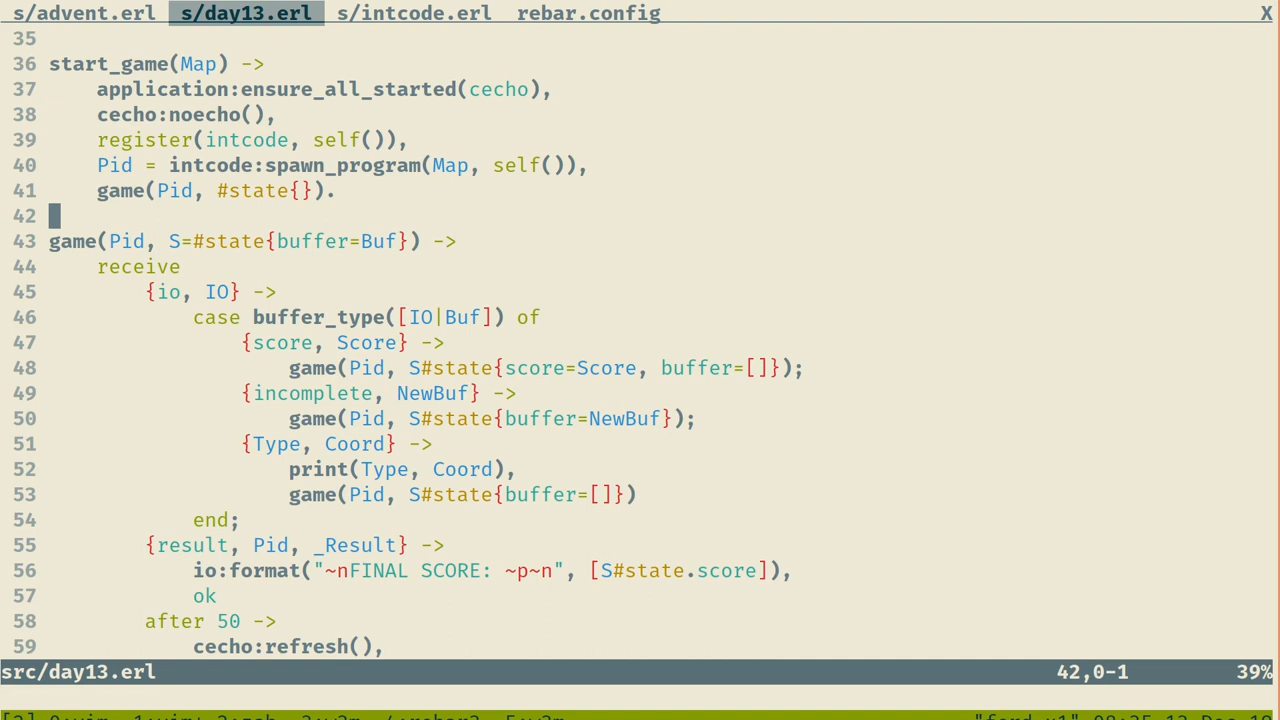 s/advent.erl s/day13.erl s/intcode.erl rebar.config X
35
36 start_game(Map) ->
37     application:ensure_all_started(cecho),
38     cecho:noecho(),
39     register(intcode, self()),
40     Pid = intcode:spawn_program(Map, self()),
41     game(Pid, #state{}).
42
43 game(Pid, S=#state{buffer=Buf}) ->
44     receive
45         {io, IO} ->
46             case buffer_type([IO|Buf]) of
47                 {score, Score} ->
48                     game(Pid, S#state{score=Score, buffer=[]});
49                 {incomplete, NewBuf} ->
50                     game(Pid, S#state{buffer=NewBuf});
51                 {Type, Coord} ->
52                     print(Type, Coord),
53                     game(Pid, S#state{buffer=[]})
54             end;
55         {result, Pid, _Result} ->
56             io:format("~nFINAL SCORE: ~p~n", [S#state.score]),
57             ok
58         after 50 ->
59             cecho:refresh(),
src/day13.erl 42,0-1 39%